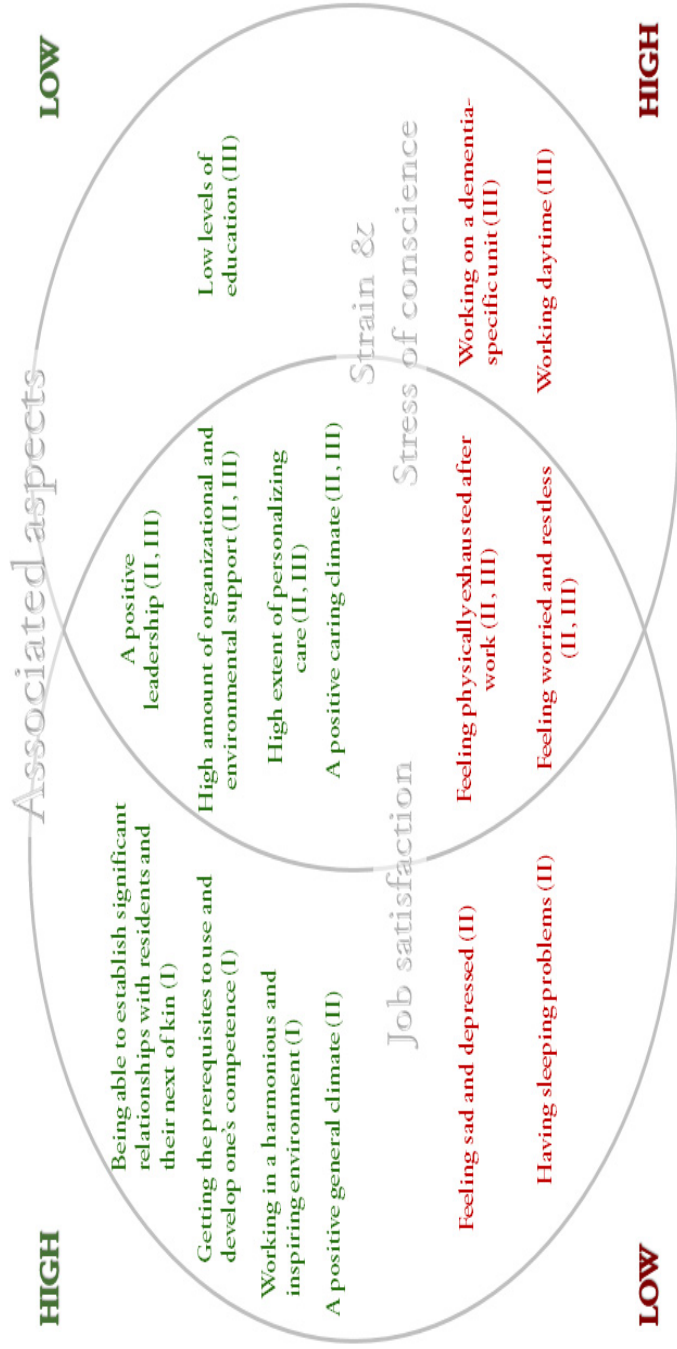 Associated aspects
HIGH
LOW
Being able to establish significant
relationships with residents and
their next of kin (I)
Getting the prerequisites to use and
develop one's competence (I)
Working in a harmonious and
inspiring environment (I)
A positive general climate (II)
A positive
leadership (II, III)
High amount of organizational and
environmental support (II, III)
High extent of personalizing
care (II, III)
A positive caring climate (II, III)
Low levels of
education (III)
Job satisfaction
Strain &
Stress of conscience
Feeling sad and depressed (II)
Having sleeping problems (II)
Feeling physically exhausted after
work (II, III)
Feeling worried and restless
(II, III)
Working on a dementia-
specific unit (III)
Working daytime (III)
LOW
HIGH